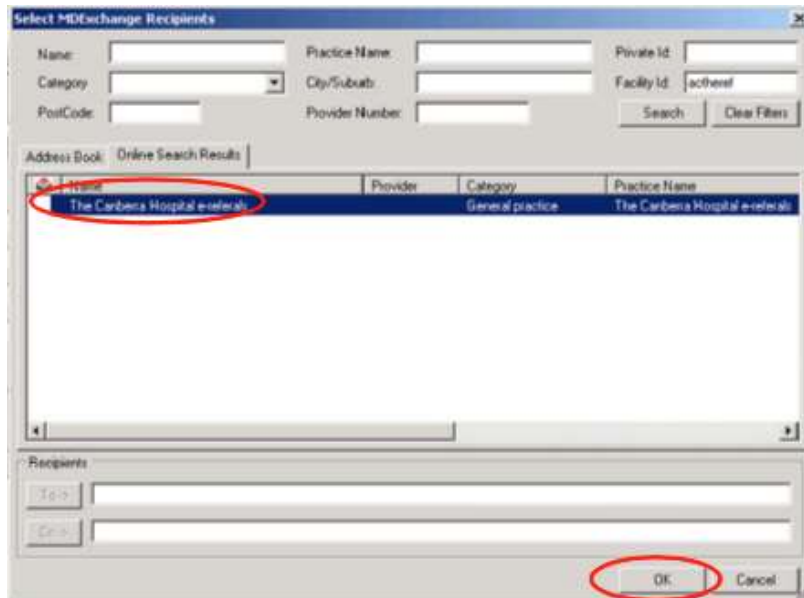 Select MDExchange Recipients
Name: Practice Name: Private Id:
Category City/Suburb: Facility Id: actheref
PostCode: Provider Number: Search Clear Filters
Address Book Online Search Results
Name Provider Category Practice Name
The Canberra Hospital e-referrals General practice The Canberra Hospital e-referrals
Recipients
To->
Cc->
OK Cancel